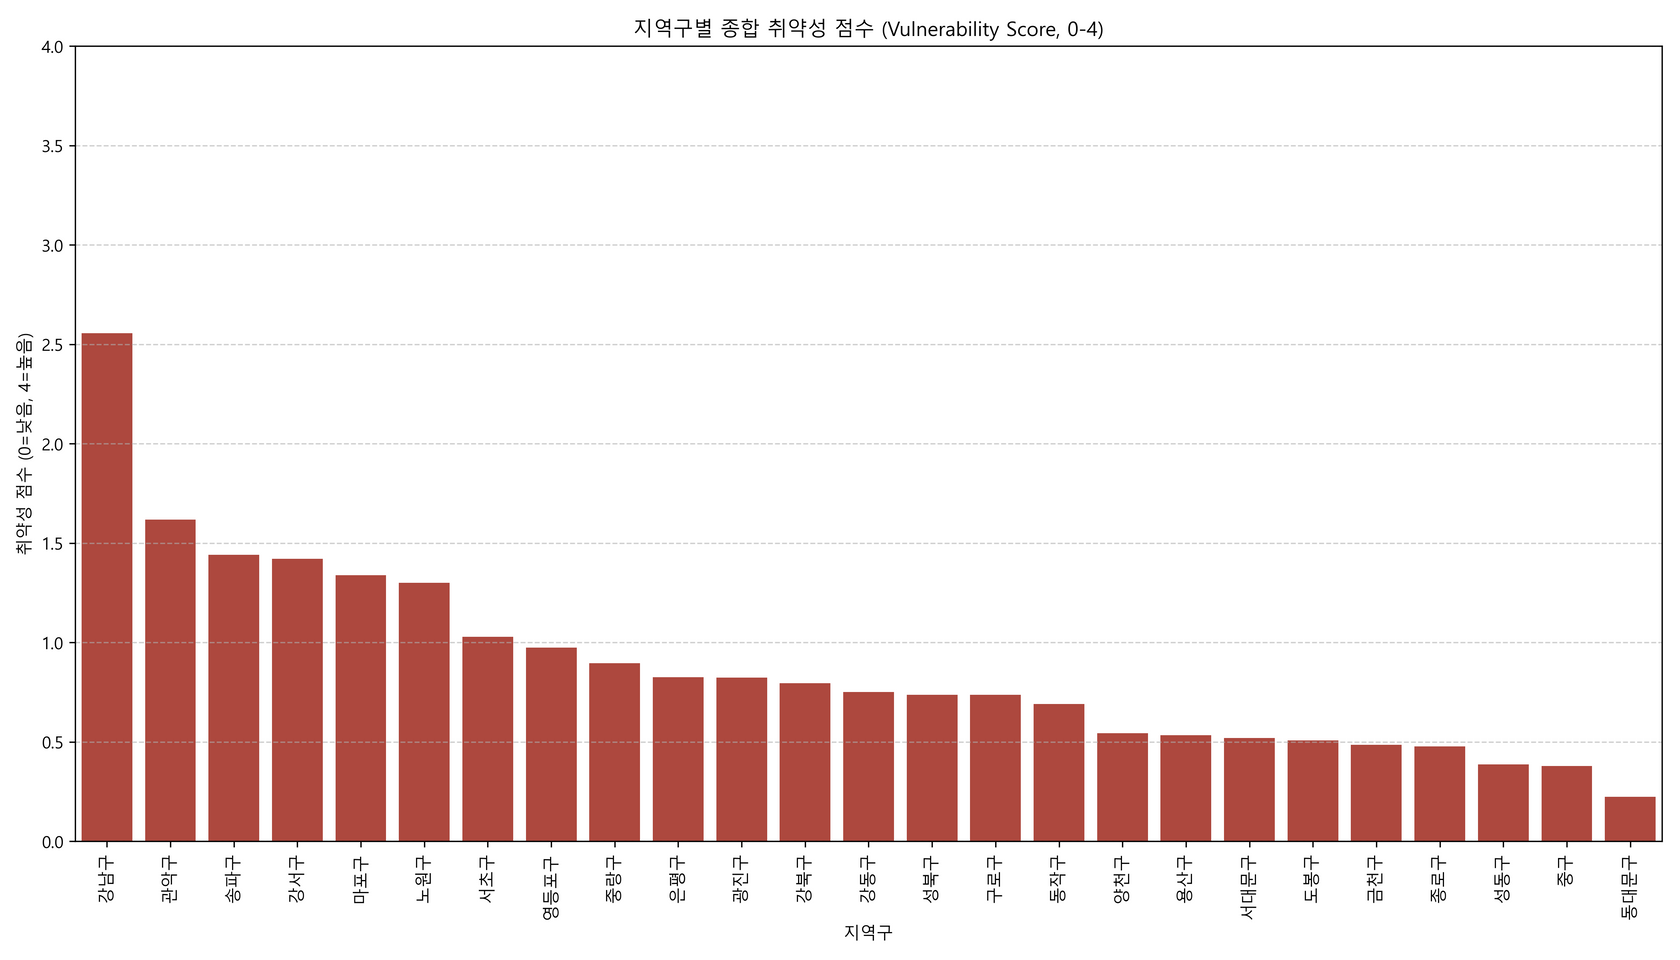 지역구별 종합 취약성 점수 (Vulnerability Score, 0-4)
취약성 점수 (0=낮음, 4=높음)
4.0
3.5
3.0
2.5
2.0
1.5
1.0
0.5
0.0
강남구
관악구
송파구
강서구
마포구
노원구
서초구
영등포구
중랑구
은평구
광진구
강북구
강동구
성북구
구로구
동작구
양천구
용산구
서대문구
도봉구
금천구
종로구
성동구
중구
동대문구
지역구